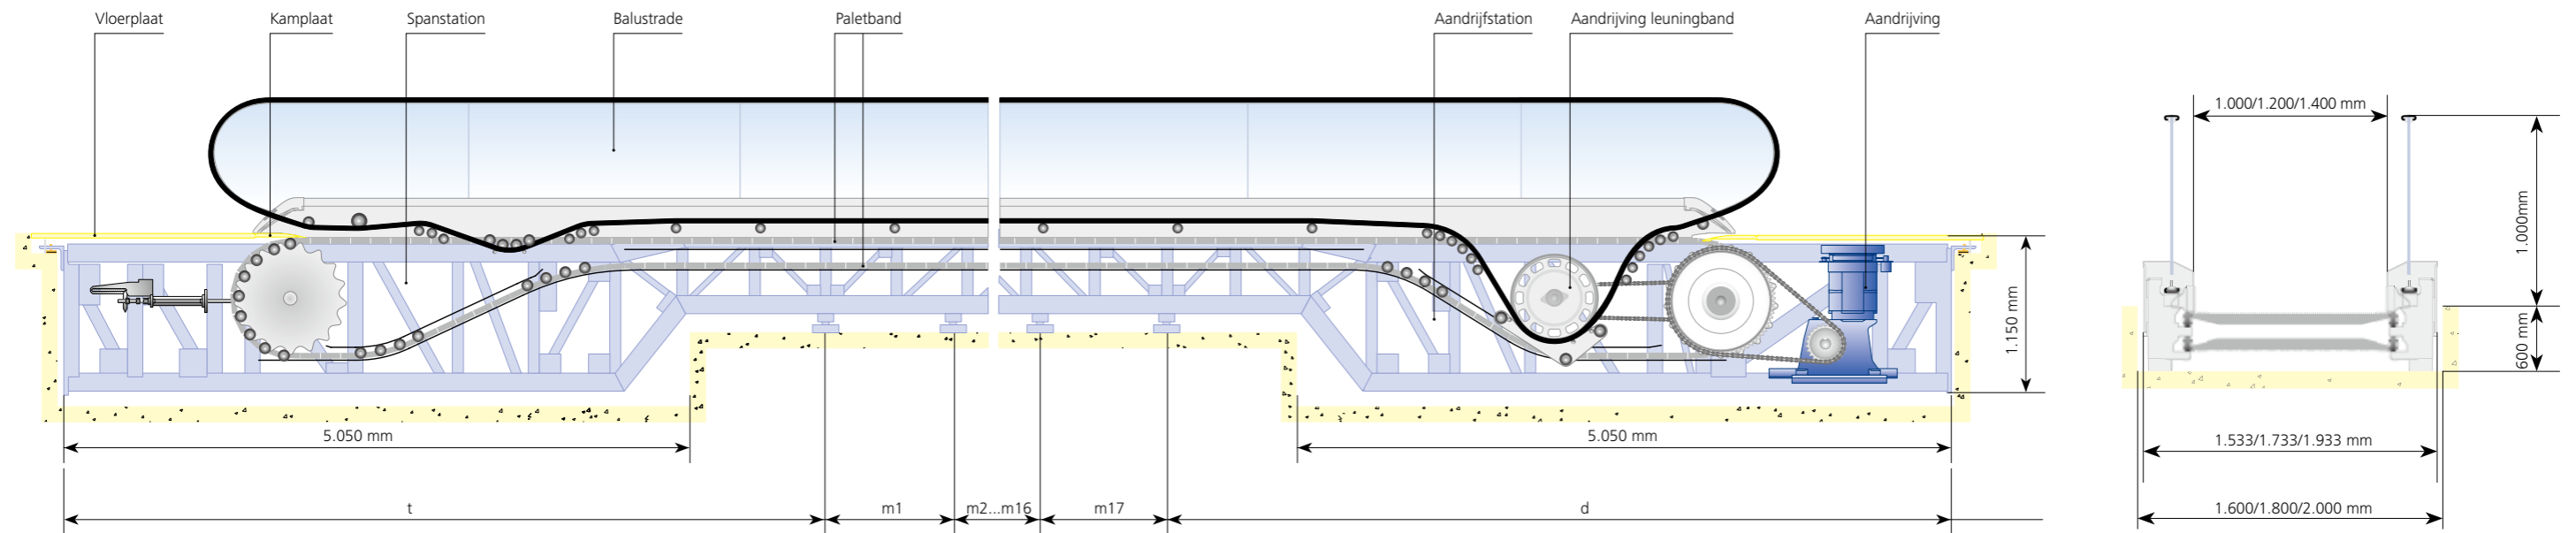 Vloerplaat
Kamplaat
Spanstation
Balustrade
Paletband
Aandrijfstation
Aandrijving leuningband
Aandrijving
1.000/1.200/1.400 mm
1.000mm
1.150 mm
600 mm
5.050 mm
5.050 mm
1.533/1.733/1.933 mm
t
m1
m2...m16
m17
d
1.600/1.800/2.000 mm